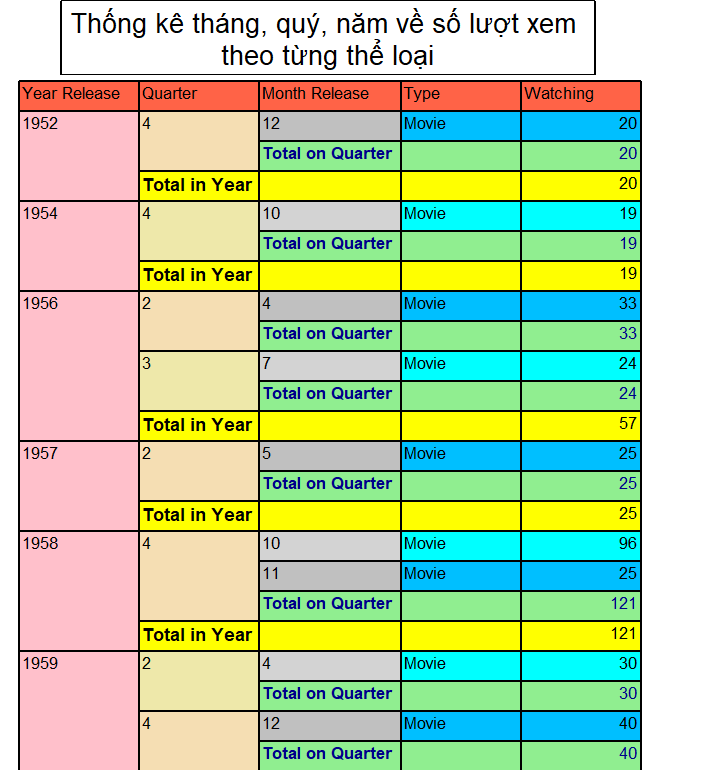 Thống kê tháng, quý, năm về số lượt xem
theo từng thể loại
Year Release Quarter Month Release Type Watching
1952 4 12 Movie 20
Total on Quarter 20
Total in Year 20
1954 4 10 Movie 19
Total on Quarter 19
Total in Year 19
1956 2 4 Movie 33
Total on Quarter 33
3 7 Movie 24
Total on Quarter 24
Total in Year 57
1957 2 5 Movie 25
Total on Quarter 25
Total in Year 25
1958 4 10 Movie 96
11 Movie 25
Total on Quarter 121
Total in Year 121
1959 2 4 Movie 30
Total on Quarter 30
4 12 Movie 40
Total on Quarter 40